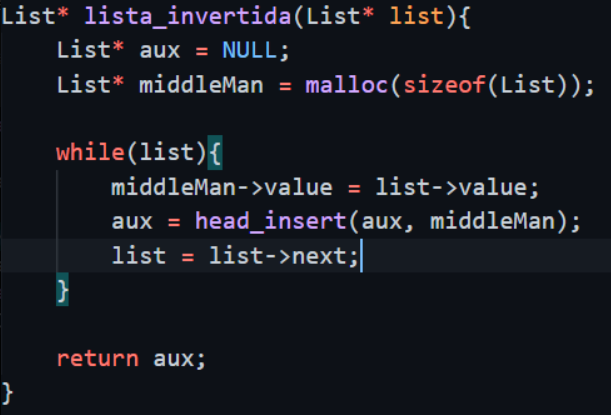 List* lista_invertida(List* list){
    List* aux = NULL;
    List* middleMan = malloc(sizeof(List));
    while(list){
        middleMan->value = list->value;
        aux = head_insert(aux, middleMan);
        list = list->next;
    }
    return aux;
}